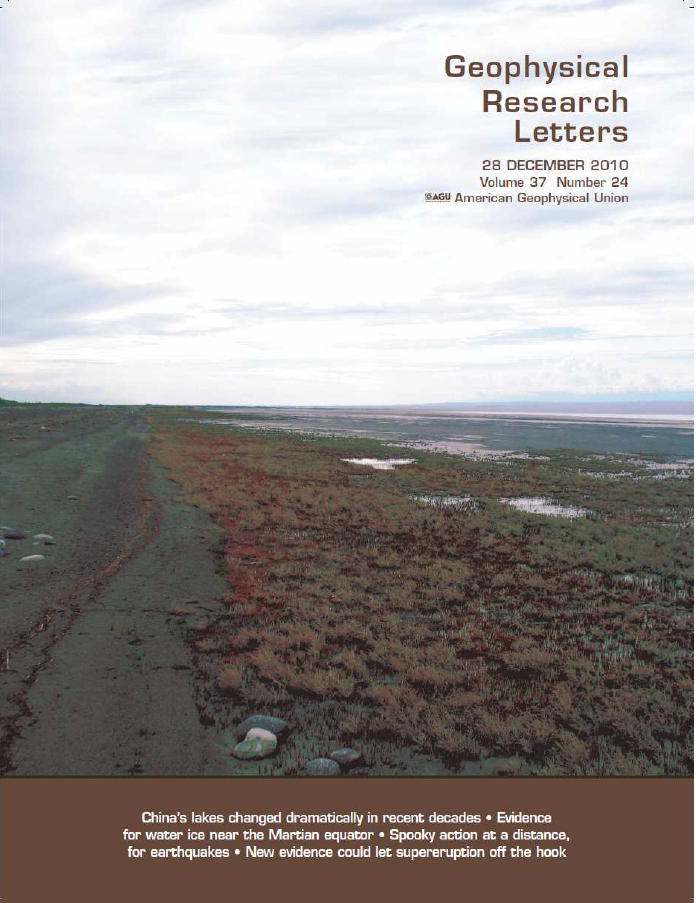 Geophysical
Research
Letters
28 DECEMBER 2010
Volume 37 Number 24
AGU American Geophysical Union
China's lakes changed dramatically in recent decades • Evidence
for water ice near the Martian equator • Spooky action at a distance,
for earthquakes • New evidence could let supereruption off the hook